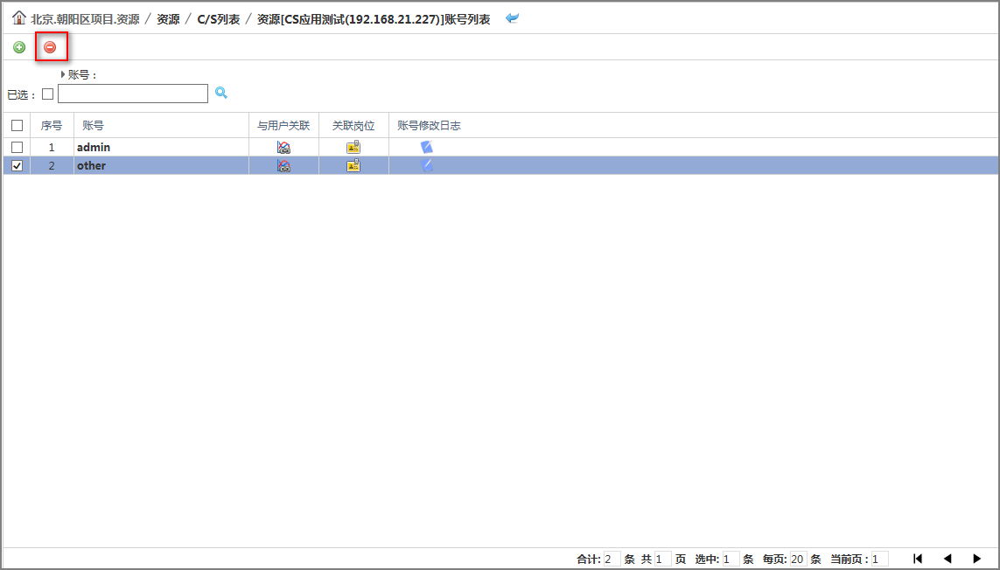 北京.朝阳区项目.资源 / 资源 / C/S列表 / 资源[CS应用测试(192.168.21.227)]账号列表
账号：
已选：
序号 账号 与用户关联 关联岗位 账号修改日志
1 admin
2 other
合计: 2 条 共 1 页 选中: 1 条 每页: 20 条 当前页：1